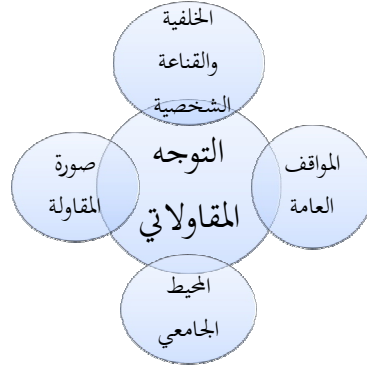 الخلفية
والقناعة
الشخصية
التوجه
المقاولاتي
المواقف
العامة
صورة
المقاولة
المحيط
الجامعي